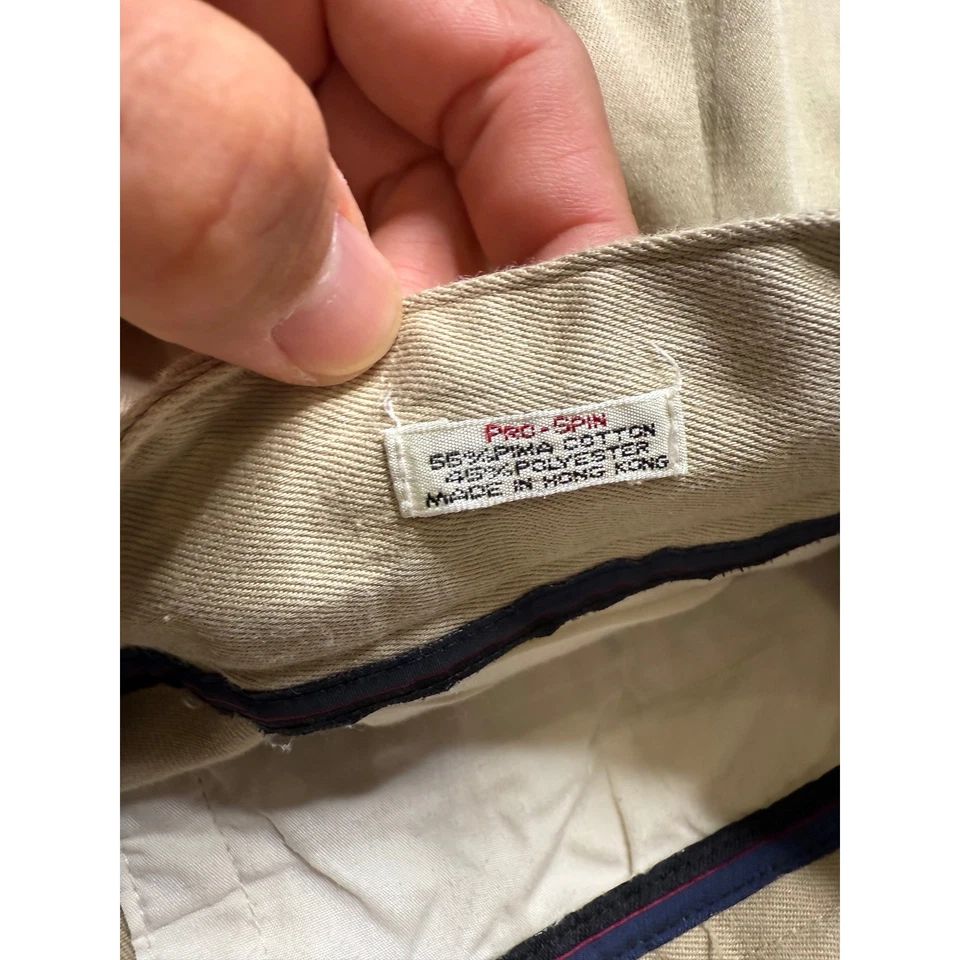 PRO-SPIN
55% PIMA COTTON
45% POLYESTER
MADE IN HONG KONG